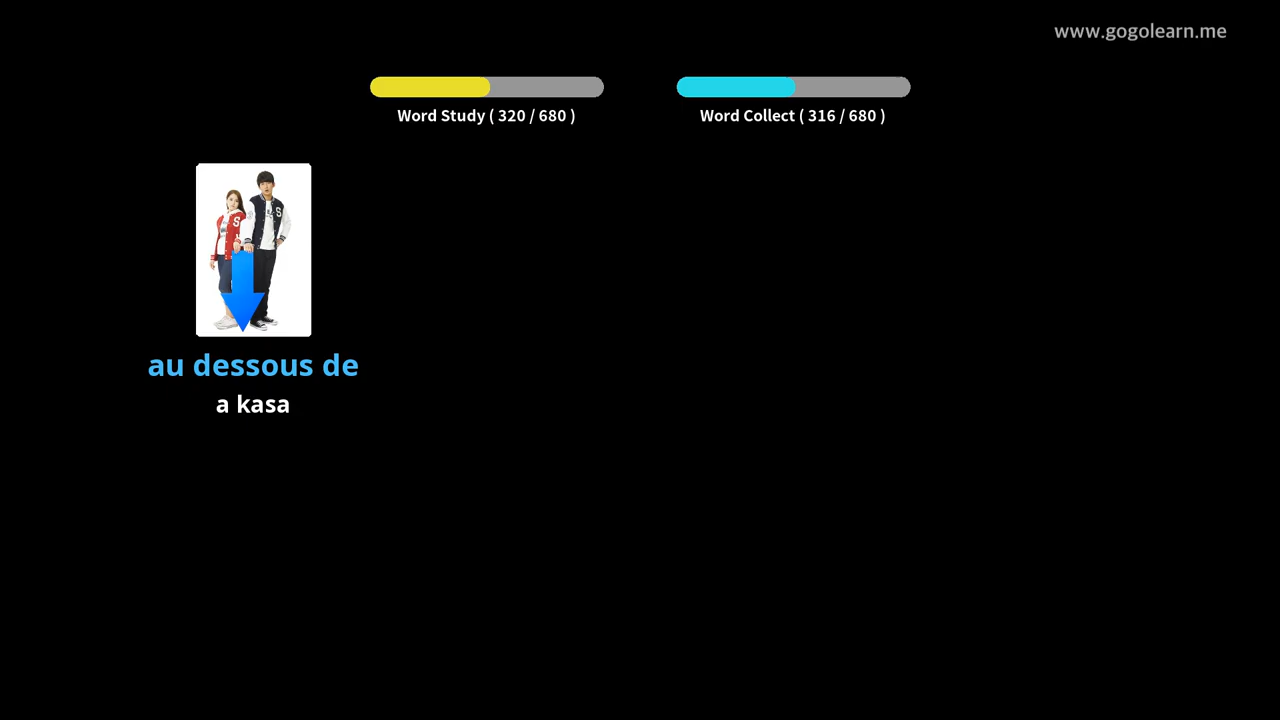 www.gogolearn.me
Word Study ( 320 / 680 )
Word Collect ( 316 / 680 )
S
S
au dessous de
a kasa